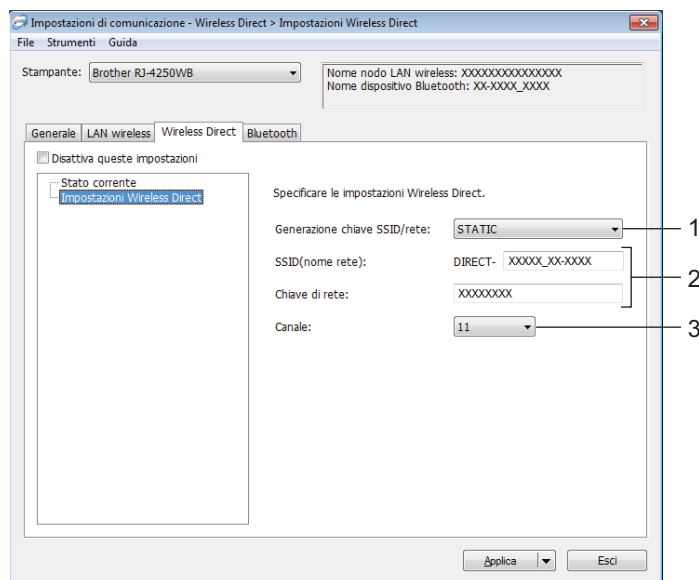 Impostazioni di comunicazione - Wireless Direct > Impostazioni Wireless Direct
File Strumenti Guida
Stampante: Brother RJ-4250WB
Nome nodo LAN wireless: XXXXXXXXXXXXXXX
Nome dispositivo Bluetooth: XX-XXXX_XXXX
Generale LAN wireless Wireless Direct Bluetooth
Disattiva queste impostazioni
Stato corrente
Impostazioni Wireless Direct
Specificare le impostazioni Wireless Direct.
Generazione chiave SSID/rete: STATIC 1
SSID(nome rete): DIRECT- XXXXX_XX-XXXX
2
Chiave di rete: XXXXXXXX
Canale: 11 3
Applica Esci